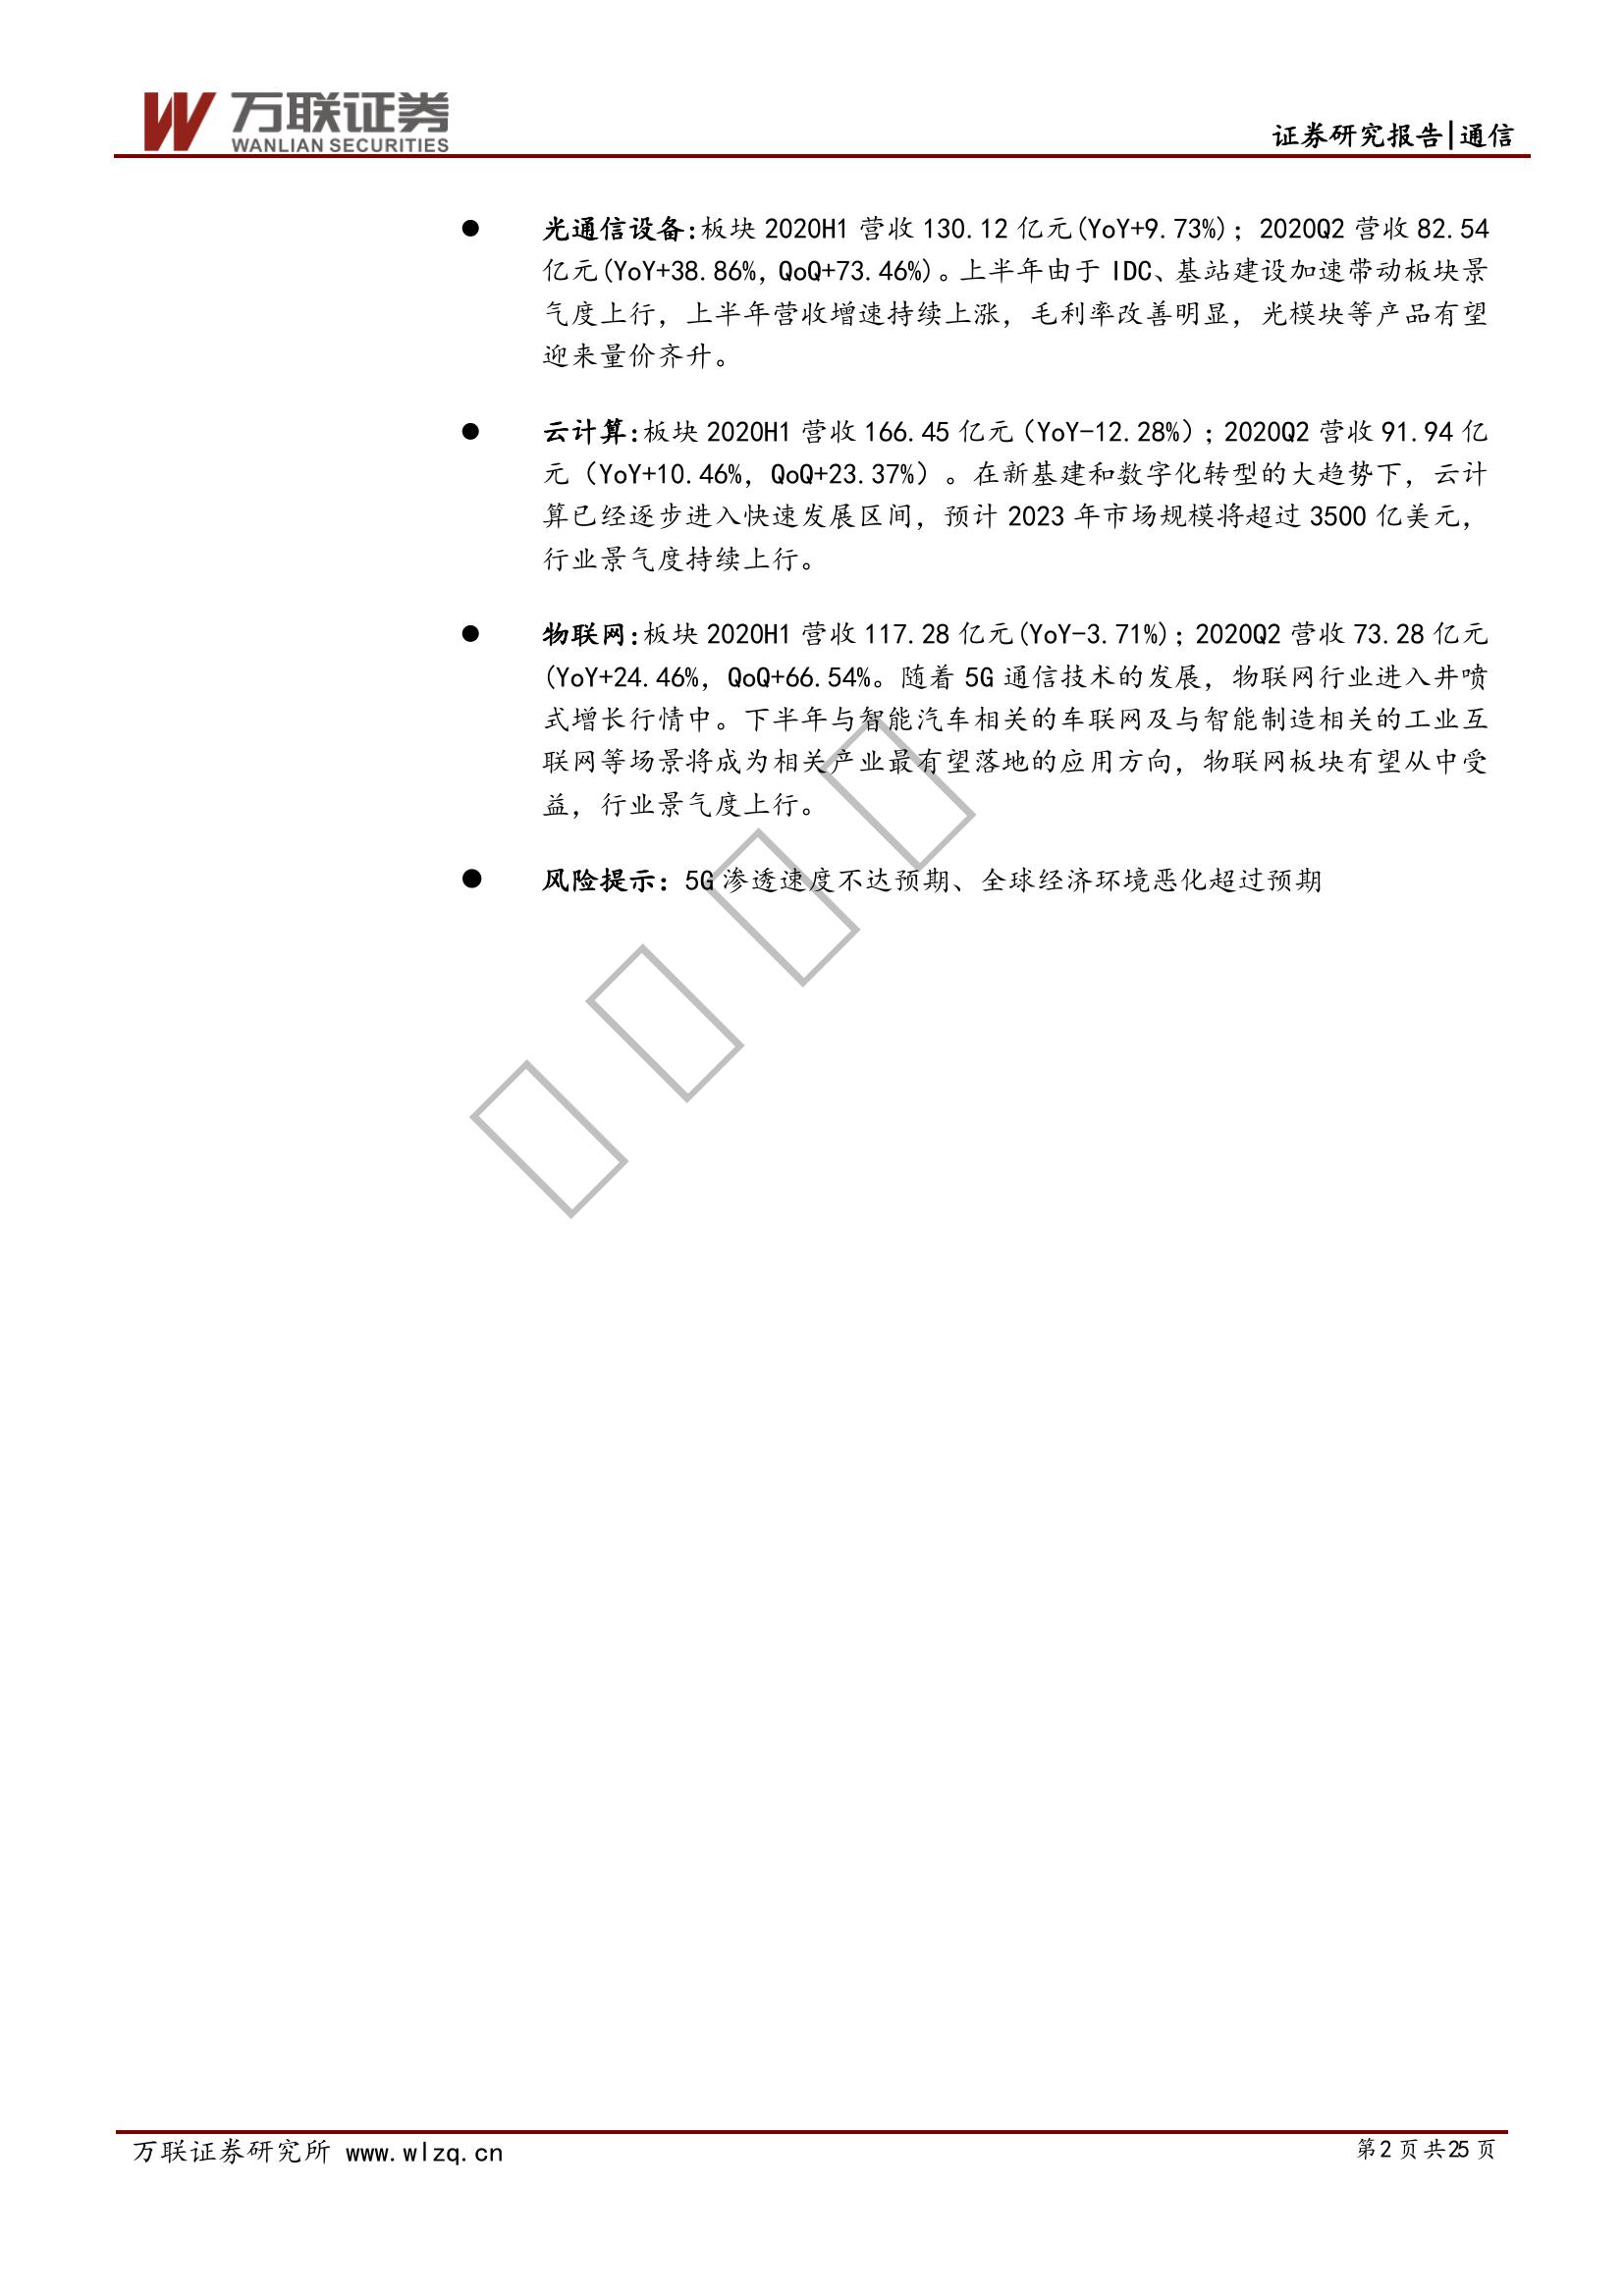 万联证券
WANLIAN SECURITIES
证券研究报告|通信
● 光通信设备:板块 2020H1 营收 130.12 亿元(YoY+9.73%); 2020Q2 营收 82.54
亿元(YoY+38.86%, QoQ+73.46%)。上半年由于 IDC、基站建设加速带动板块景
气度上行，上半年营收增速持续上涨，毛利率改善明显，光模块等产品有望
迎来量价齐升。
● 云计算:板块 2020H1 营收 166.45 亿元（YoY-12.28%）; 2020Q2 营收 91.94 亿
元（YoY+10.46%, QoQ+23.37%）。在新基建和数字化转型的大趋势下，云计
算已经逐步进入快速发展区间，预计 2023 年市场规模将超过 3500 亿美元，
行业景气度持续上行。
● 物联网:板块 2020H1 营收 117.28 亿元(YoY-3.71%); 2020Q2 营收 73.28 亿元
(YoY+24.46%, QoQ+66.54%。随着 5G 通信技术的发展，物联网行业进入井喷
式增长行情中。下半年与智能汽车相关的车联网及与智能制造相关的工业互
联网等场景将成为相关产业最有望落地的应用方向，物联网板块有望从中受
益，行业景气度上行。
● 风险提示：5G 渗透速度不达预期、全球经济环境恶化超过预期
万联证券研究所 www.wlzq.cn
第2 页共25 页